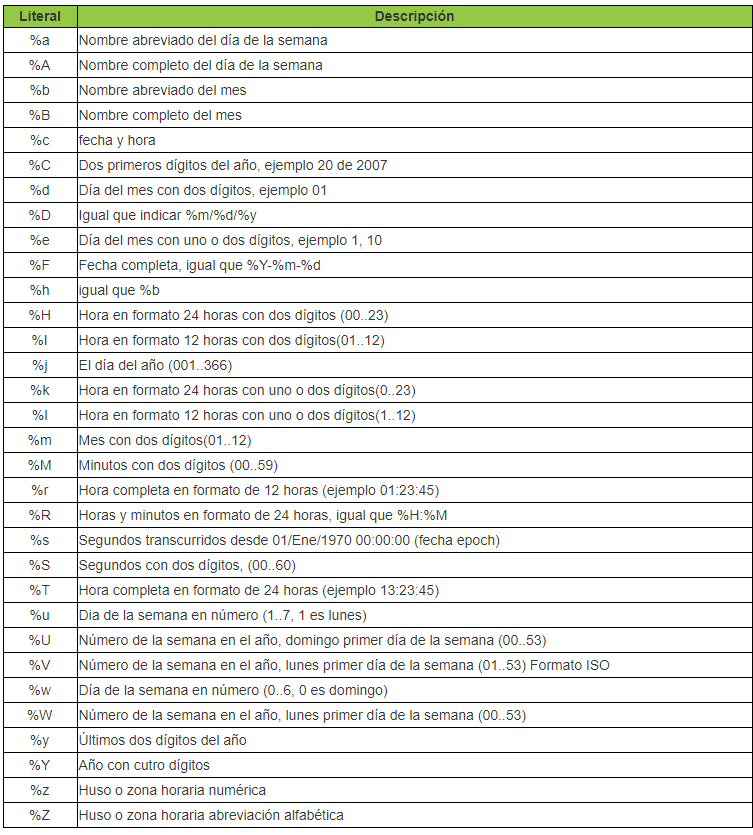 Literal Descripción
%a Nombre abreviado del día de la semana
%A Nombre completo del día de la semana
%b Nombre abreviado del mes
%B Nombre completo del mes
%c fecha y hora
%C Dos primeros dígitos del año, ejemplo 20 de 2007
%d Día del mes con dos dígitos, ejemplo 01
%D Igual que indicar %m/%d/%y
%e Día del mes con uno o dos dígitos, ejemplo 1, 10
%F Fecha completa, igual que %Y-%m-%d
%h igual que %b
%H Hora en formato 24 horas con dos dígitos (00..23)
%I Hora en formato 12 horas con dos dígitos(01..12)
%j El día del año (001..366)
%k Hora en formato 24 horas con uno o dos dígitos(0..23)
%l Hora en formato 12 horas con uno o dos dígitos(1..12)
%m Mes con dos dígitos(01..12)
%M Minutos con dos dígitos (00..59)
%r Hora completa en formato de 12 horas (ejemplo 01:23:45)
%R Horas y minutos en formato de 24 horas, igual que %H:%M
%s Segundos transcurridos desde 01/Ene/1970 00:00:00 (fecha epoch)
%S Segundos con dos dígitos, (00..60)
%T Hora completa en formato de 24 horas (ejemplo 13:23:45)
%u Dia de la semana en número (1..7, 1 es lunes)
%U Número de la semana en el año, domingo primer día de la semana (00..53)
%V Número de la semana en el año, lunes primer día de la semana (01..53) Formato ISO
%w Día de la semana en número (0..6, 0 es domingo)
%W Número de la semana en el año, lunes primer día de la semana (00..53)
%y Últimos dos dígitos del año
%Y Año con cutro dígitos
%z Huso o zona horaria numérica
%Z Huso o zona horaria abreviación alfabética